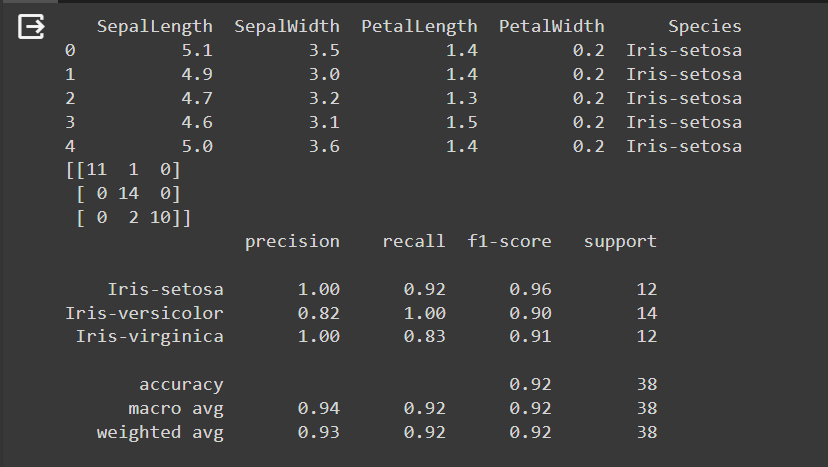 SepalLength SepalWidth PetalLength PetalWidth Species
0 5.1 3.5 1.4 0.2 Iris-setosa
1 4.9 3.0 1.4 0.2 Iris-setosa
2 4.7 3.2 1.3 0.2 Iris-setosa
3 4.6 3.1 1.5 0.2 Iris-setosa
4 5.0 3.6 1.4 0.2 Iris-setosa
[[11 1 0]
[ 0 14 0]
[ 0 2 10]]
precision recall f1-score support
Iris-setosa 1.00 0.92 0.96 12
Iris-versicolor 0.82 1.00 0.90 14
Iris-virginica 1.00 0.83 0.91 12
accuracy 0.92 38
macro avg 0.94 0.92 0.92 38
weighted avg 0.93 0.92 0.92 38